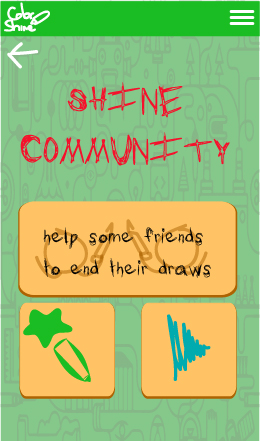 Color
Shine
SHINE
COMMUNITY
help some friends
to end their draws